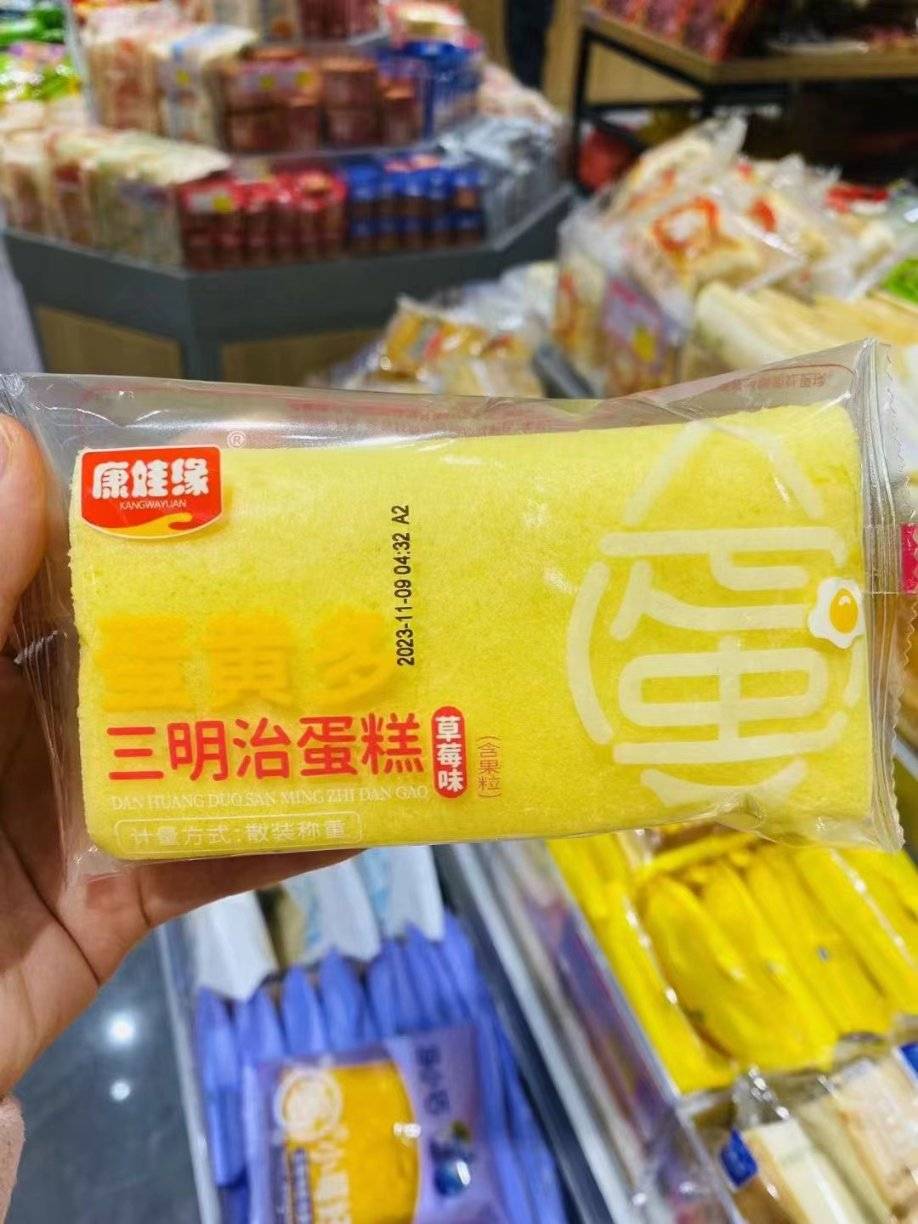 康娃缘
®
KANGWAYUAN
2023-11-09 04:32 A2
蛋黄多
三明治蛋糕
草莓味
(含果粒)
DAN HUANG DUO SAN MING ZHI DAN GAO
计量方式:散装称重
蛋